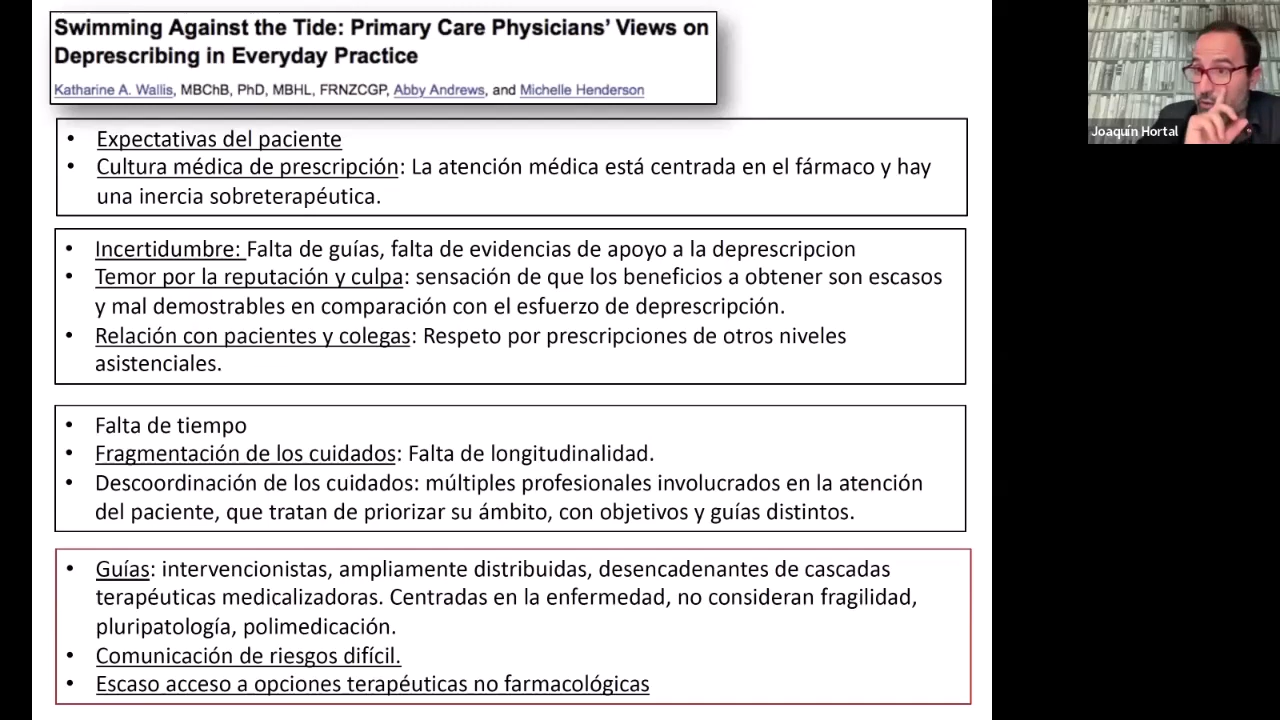 Swimming Against the Tide: Primary Care Physicians' Views on
Deprescribing in Everyday Practice
Katharine A. Wallis, MBChB, PhD, MBHL, FRNZCGP, Abby Andrews, and Michelle Henderson
• Expectativas del paciente
• Cultura médica de prescripción: La atención médica está centrada en el fármaco y hay
una inercia sobreterapéutica.
• Incertidumbre: Falta de guías, falta de evidencias de apoyo a la deprescripcion
• Temor por la reputación y culpa: sensación de que los beneficios a obtener son escasos
y mal demostrables en comparación con el esfuerzo de deprescripción.
• Relación con pacientes y colegas: Respeto por prescripciones de otros niveles
asistenciales.
• Falta de tiempo
• Fragmentación de los cuidados: Falta de longitudinalidad.
• Descoordinación de los cuidados: múltiples profesionales involucrados en la atención
del paciente, que tratan de priorizar su ámbito, con objetivos y guías distintos.
• Guías: intervencionistas, ampliamente distribuidas, desencadenantes de cascadas
terapéuticas medicalizadoras. Centradas en la enfermedad, no consideran fragilidad,
pluripatología, polimedicación.
• Comunicación de riesgos difícil.
• Escaso acceso a opciones terapéuticas no farmacológicas
Joaquín Hortal